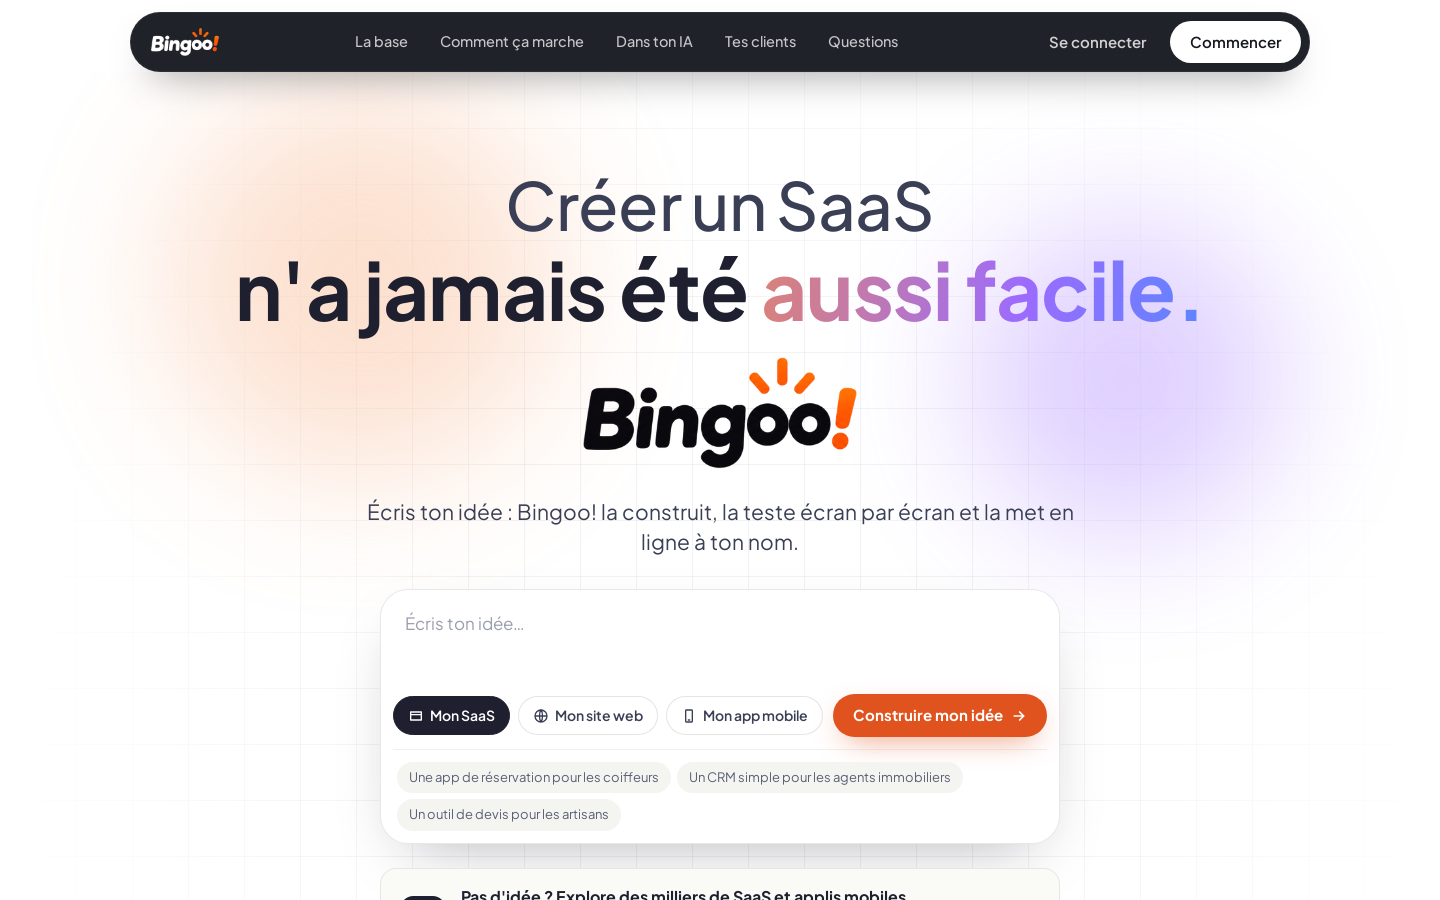 Bingoo!
La base
Comment ça marche
Dans ton IA
Tes clients
Questions
Se connecter
Commencer
Créer un SaaS
n'a jamais été aussi facile.
Bingoo!
Écris ton idée : Bingoo! la construit, la teste écran par écran et la met en
ligne à ton nom.
Écris ton idée…
Mon SaaS
Mon site web
Mon app mobile
Construire mon idée →
Une app de réservation pour les coiffeurs
Un CRM simple pour les agents immobiliers
Un outil de devis pour les artisans
Pas d'idée ? Explore des milliers de SaaS et applis mobiles